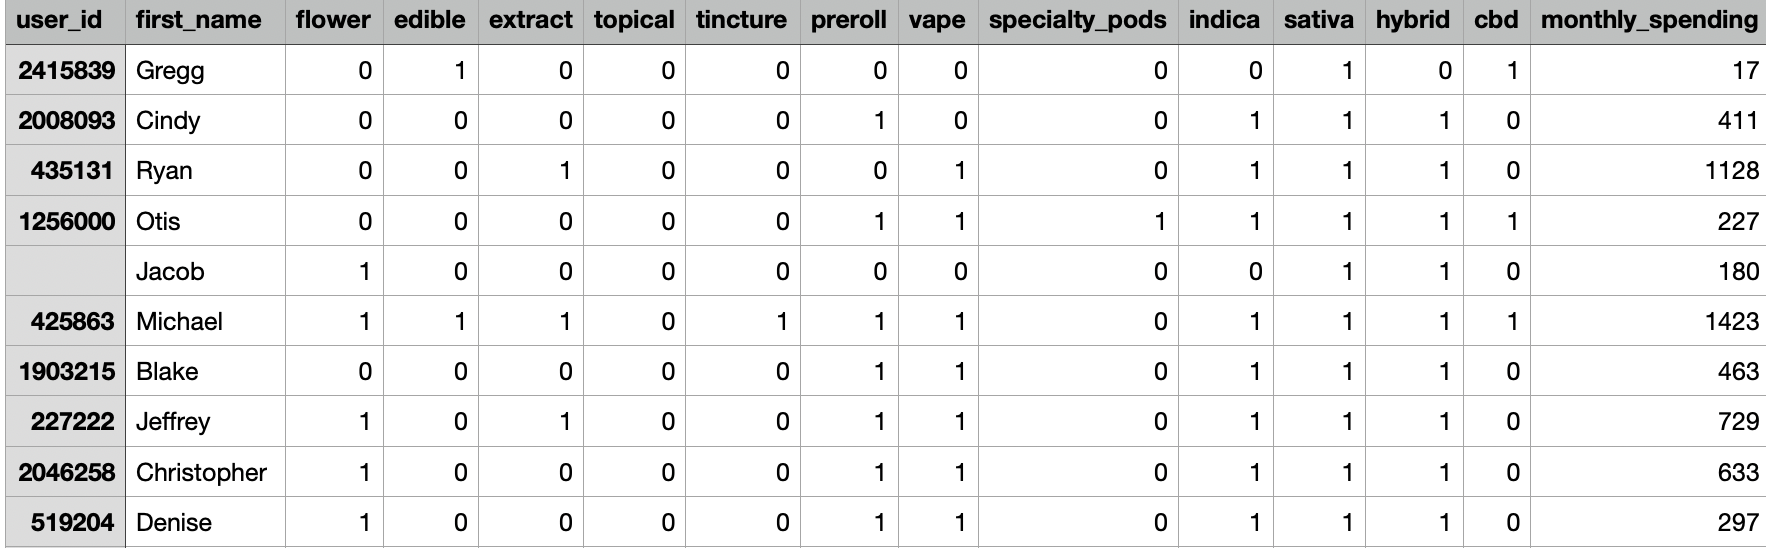 user_id first_name flower edible extract topical tincture preroll vape specialty_pods indica sativa hybrid cbd monthly_spending
2415839 Gregg 0 1 0 0 0 0 0 0 0 1 0 1 17
2008093 Cindy 0 0 0 0 0 1 0 0 1 1 1 0 411
435131 Ryan 0 0 1 0 0 0 1 0 1 1 1 0 1128
1256000 Otis 0 0 0 0 0 1 1 1 1 1 1 1 227
Jacob 1 0 0 0 0 0 0 0 0 1 1 0 180
425863 Michael 1 1 1 0 1 1 1 0 1 1 1 1 1423
1903215 Blake 0 0 0 0 0 1 1 0 1 1 1 0 463
227222 Jeffrey 1 0 1 0 0 1 1 0 1 1 1 0 729
2046258 Christopher 1 0 0 0 0 1 1 0 1 1 1 0 633
519204 Denise 1 0 0 0 0 1 1 0 1 1 1 0 297